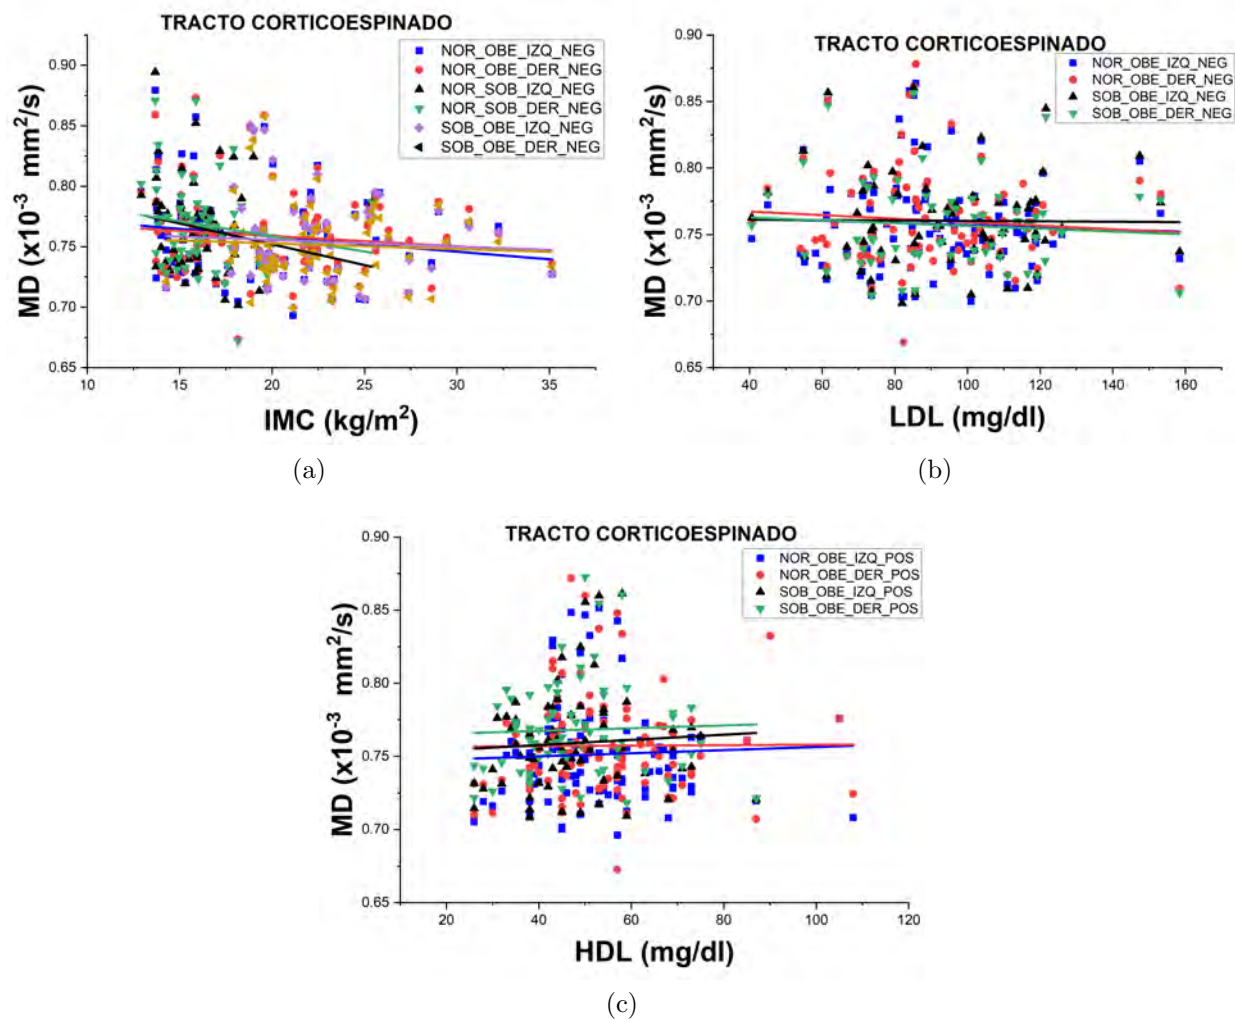 TRACTO CORTICOESPINADO
NOR_OBE_IZQ_NEG
NOR_OBE_DER_NEG
NOR_SOB_IZQ_NEG
NOR_SOB_DER_NEG
SOB_OBE_IZQ_NEG
SOB_OBE_DER_NEG
0.90
0.85
0.80
0.75
0.70
0.65
MD (x10⁻³ mm²/s)
10 15 20 25 30 35
IMC (kg/m²)
(a)
TRACTO CORTICOESPINADO
NOR_OBE_IZQ_NEG
NOR_OBE_DER_NEG
SOB_OBE_IZQ_NEG
SOB_OBE_DER_NEG
0.85
0.80
0.75
0.70
0.65
MD (x10⁻³ mm²/s)
40 60 80 100 120 140 160
LDL (mg/dl)
(b)
TRACTO CORTICOESPINADO
NOR_OBE_IZQ_POS
NOR_OBE_DER_POS
SOB_OBE_IZQ_POS
SOB_OBE_DER_POS
0.90
0.85
0.80
0.75
0.70
0.65
MD (x10⁻³ mm²/s)
20 40 60 80 100 120
HDL (mg/dl)
(c)